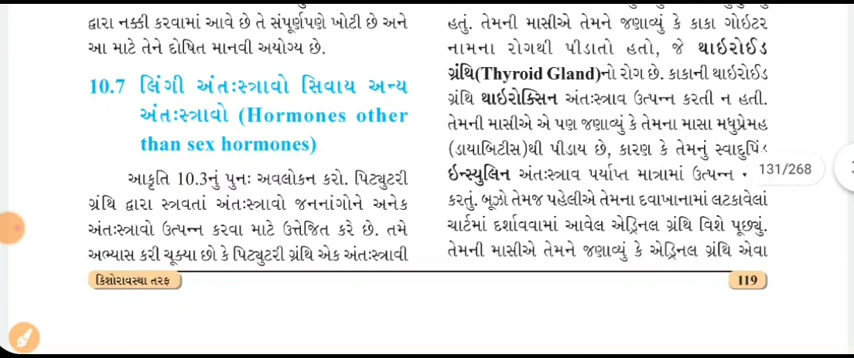 દ્વારા નક્કી કરવામાં આવે છે તે સંપૂર્ણપણે ખોટી છે અને
આ માટે તેને દોષિત માનવી અયોગ્ય છે.
10.7 લિંગી અંતઃસ્ત્રાવો સિવાય અન્ય
અંતઃસ્ત્રાવો (Hormones other
than sex hormones)
આકૃતિ 10.3નું પુનઃ અવલોકન કરો. પિટ્યુટરી
ગ્રંથિ દ્વારા સ્ત્રવતાં અંતઃસ્ત્રાવો જનનાંગોને અનેક
અંતઃસ્ત્રાવો ઉત્પન્ન કરવા માટે ઉત્તેજિત કરે છે. તમે
અભ્યાસ કરી ચૂક્યા છો કે પિટ્યુટરી ગ્રંથિ એક અંતઃસ્ત્રાવી
હતું. તેમની માસીએ તેમને જણાવ્યું કે કાકા ગોઇટર
નામના રોગથી પીડાતો હતો, જે થાઇરોઈડ
ગ્રંથિ(Thyroid Gland)નો રોગ છે. કાકાની થાઇરોઈડ
ગ્રંથિ થાઇરોક્સિન અંતઃસ્ત્રાવ ઉત્પન્ન કરતી ન હતી.
તેમની માસીએ એ પણ જણાવ્યું કે તેમના માસા મધુપ્રમેહ
(ડાયાબિટીસ)થી પીડાય છે, કારણ કે તેમનું સ્વાદુપિંડ
ઇન્સ્યુલિન અંતઃસ્ત્રાવ પર્યાપ્ત માત્રામાં ઉત્પન્ન
કરતું. બૂઝો તેમજ પહેલીએ તેમના દવાખાનામાં લટકાવેલાં
ચાર્ટમાં દર્શાવવામાં આવેલ એડ્રિનલ ગ્રંથિ વિશે પૂછ્યું.
તેમની માસીએ તેમને જણાવ્યું કે એડ્રિનલ ગ્રંથિ એવા
131/268
કિશોરાવસ્થા તરફ
119